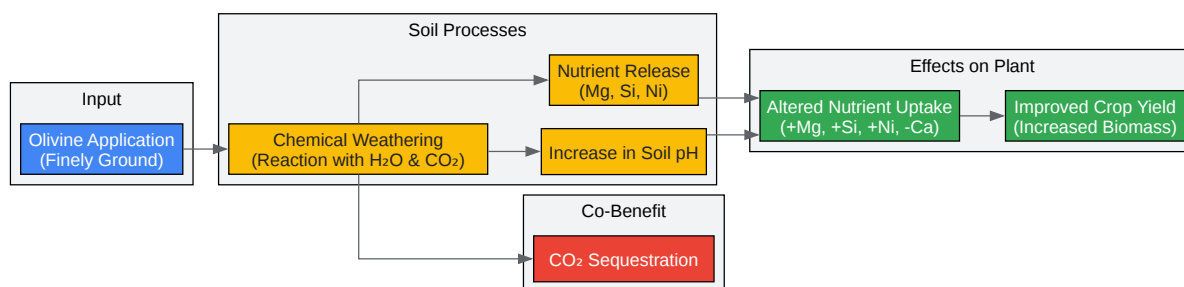 Input
Olivine Application
(Finely Ground)
Soil Processes
Chemical Weathering
(Reaction with H₂O & CO₂)
Nutrient Release
(Mg, Si, Ni)
Increase in Soil pH
Co-Benefit
CO₂ Sequestration
Effects on Plant
Altered Nutrient Uptake
(+Mg, +Si, +Ni, -Ca)
Improved Crop Yield
(Increased Biomass)